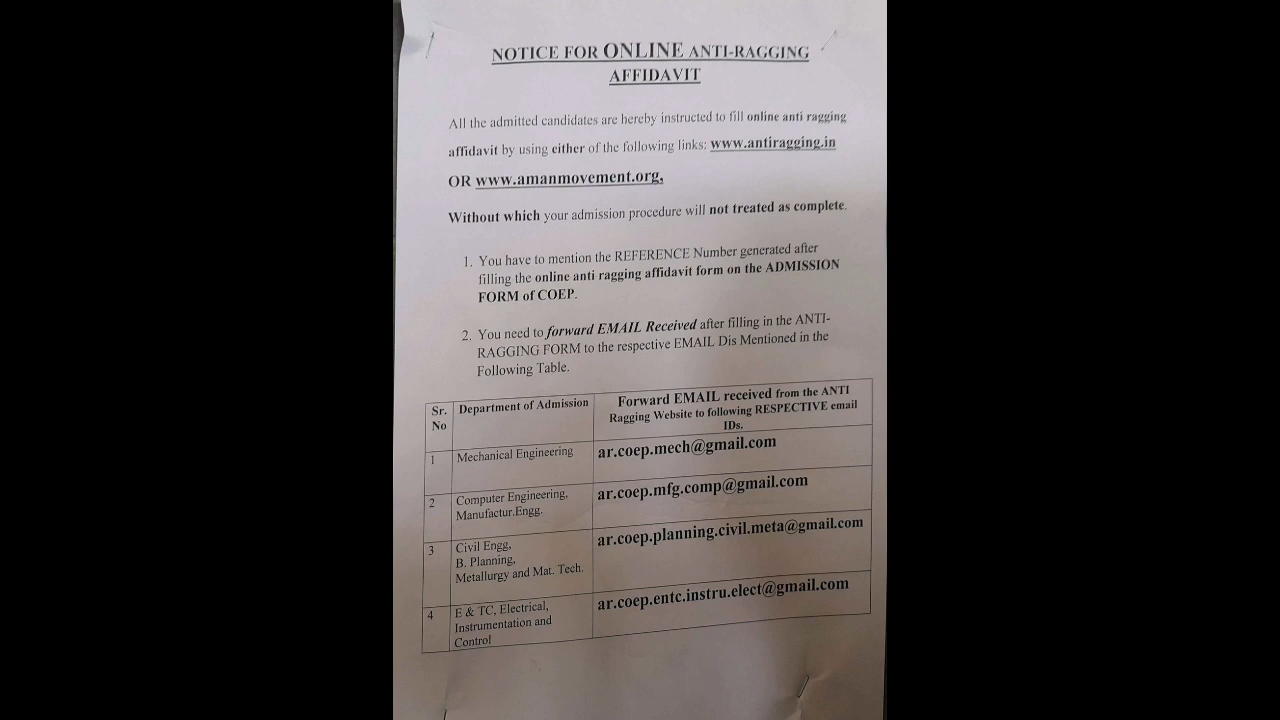 NOTICE FOR ONLINE ANTI-RAGGING
AFFIDAVIT
All the admitted candidates are hereby instructed to fill online anti ragging
affidavit by using either of the following links: www.antiragging.in
OR www.amanmovement.org,
Without which your admission procedure will not treated as complete.
1. You have to mention the REFERENCE Number generated after
filling the online anti ragging affidavit form on the ADMISSION
FORM of COEP.
2. You need to forward EMAIL Received after filling in the ANTI-
RAGGING FORM to the respective EMAIL Dis Mentioned in the
Following Table.
Sr. No
Department of Admission
Forward EMAIL received from the ANTI
Ragging Website to following RESPECTIVE email
IDs.
1 Mechanical Engineering ar.coep.mech@gmail.com
2 Computer Engineering, ar.coep.mfg.comp@gmail.com
Manufactur.Engg.
3 Civil Engg, ar.coep.planning.civil.meta@gmail.com
B. Planning,
Metallurgy and Mat. Tech.
4 E & TC, Electrical, ar.coep.entc.instru.elect@gmail.com
Instrumentation and
Control